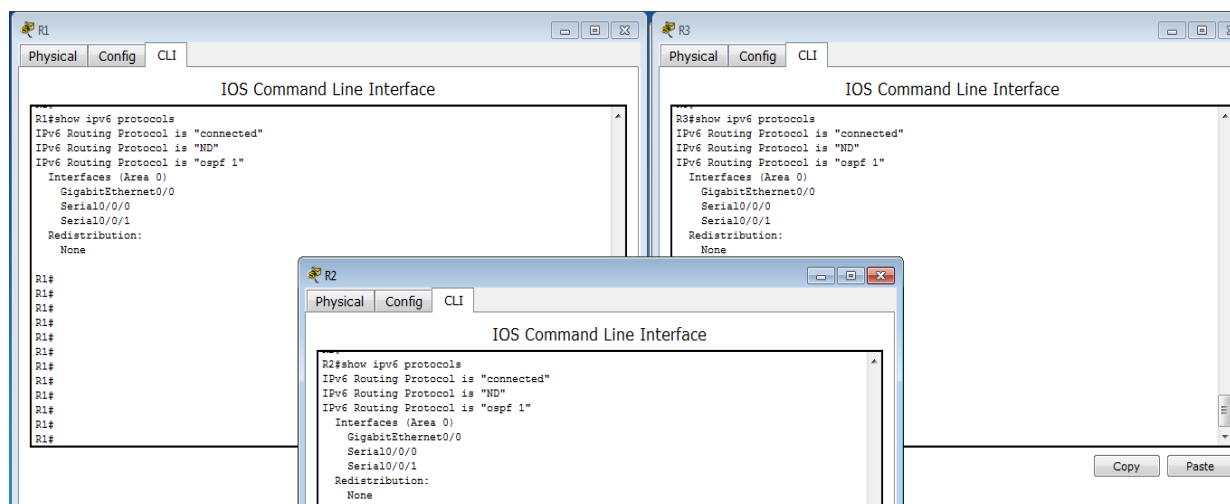 R1
Physical Config CLI
IOS Command Line Interface
R1#show ipv6 protocols
IPv6 Routing Protocol is "connected"
IPv6 Routing Protocol is "ND"
IPv6 Routing Protocol is "ospf 1"
Interfaces (Area 0)
GigabitEthernet0/0
Serial0/0/0
Serial0/0/1
Redistribution:
None
R1#
R1#
R1#
R1#
R1#
R1#
R1#
R1#
R1#
R1#
R1#
R1#
R3
Physical Config CLI
IOS Command Line Interface
R3#show ipv6 protocols
IPv6 Routing Protocol is "connected"
IPv6 Routing Protocol is "ND"
IPv6 Routing Protocol is "ospf 1"
Interfaces (Area 0)
GigabitEthernet0/0
Serial0/0/0
Serial0/0/1
Redistribution:
None
Copy Paste
R2
Physical Config CLI
IOS Command Line Interface
R2#show ipv6 protocols
IPv6 Routing Protocol is "connected"
IPv6 Routing Protocol is "ND"
IPv6 Routing Protocol is "ospf 1"
Interfaces (Area 0)
GigabitEthernet0/0
Serial0/0/0
Serial0/0/1
Redistribution:
None